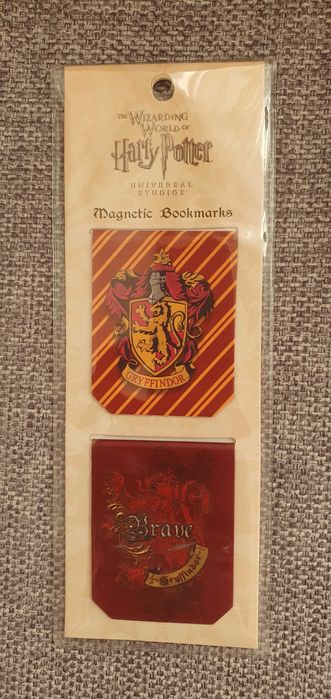 THE WIZARDING
WORLD OF
Harry Potter
UNIVERSAL
STUDIOS
Magnetic Bookmarks
GRYFFINDOR
Brave
Gryffindor